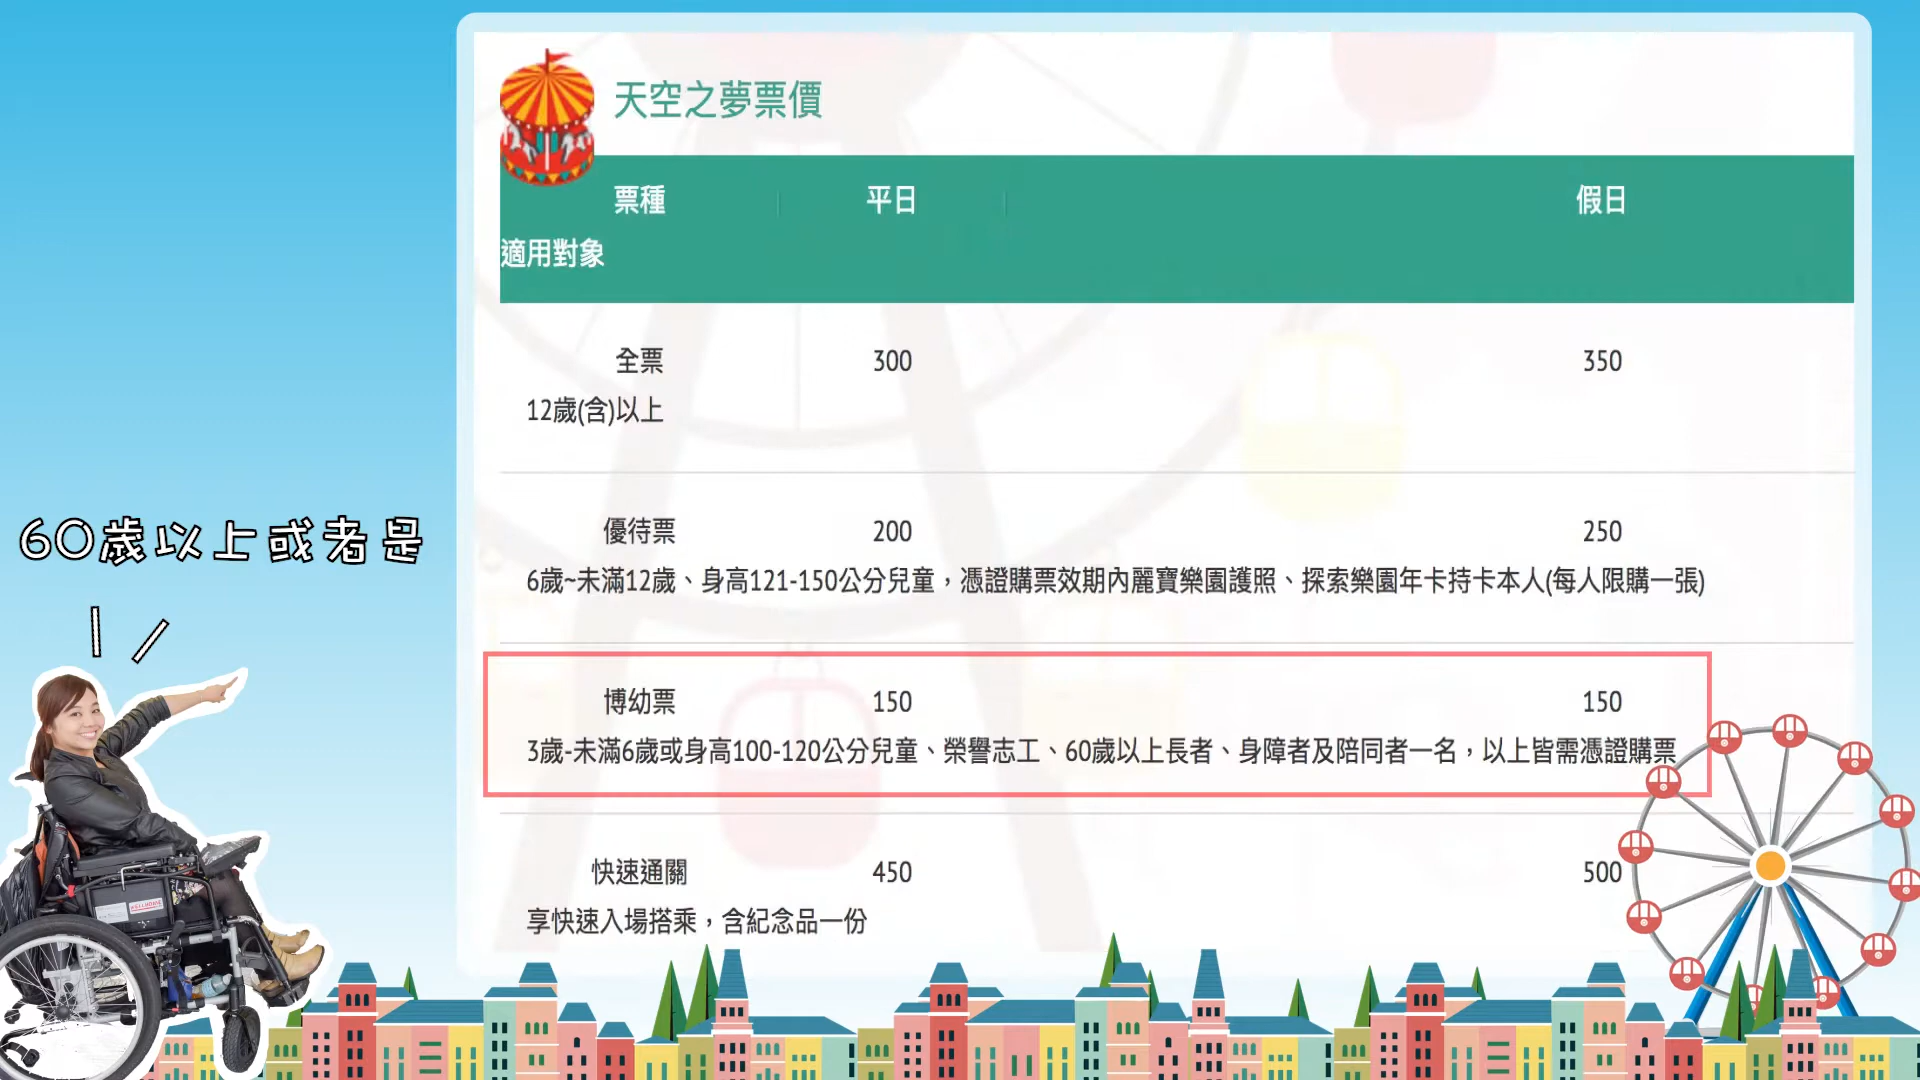 天空之夢票價
票種 平日 假日
適用對象
全票 300 350
12歲(含)以上
優待票 200 250
6歲~未滿12歲、身高121-150公分兒童，憑證購票效期內麗寶樂園護照、探索樂園年卡持卡本人(每人限購一張)
博幼票 150 150
3歲-未滿6歲或身高100-120公分兒童、榮譽志工、60歲以上長者、身障者及陪同者一名，以上皆需憑證購票
快速通關 450 500
享快速入場搭乘，含紀念品一份
60歲以上或者是